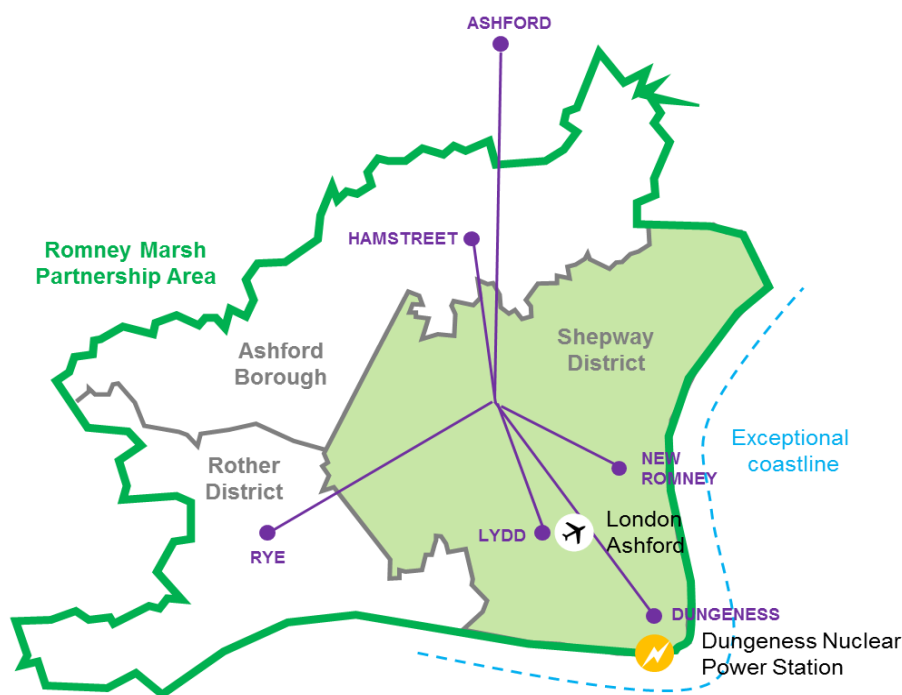 ASHFORD
HAMSTREET
Romney Marsh
Partnership Area
Shepway
District
Ashford
Borough
Exceptional
coastline
NEW
ROMNEY
Rother
District
London
Ashford
LYDD
RYE
DUNGENESS
Dungeness Nuclear
Power Station